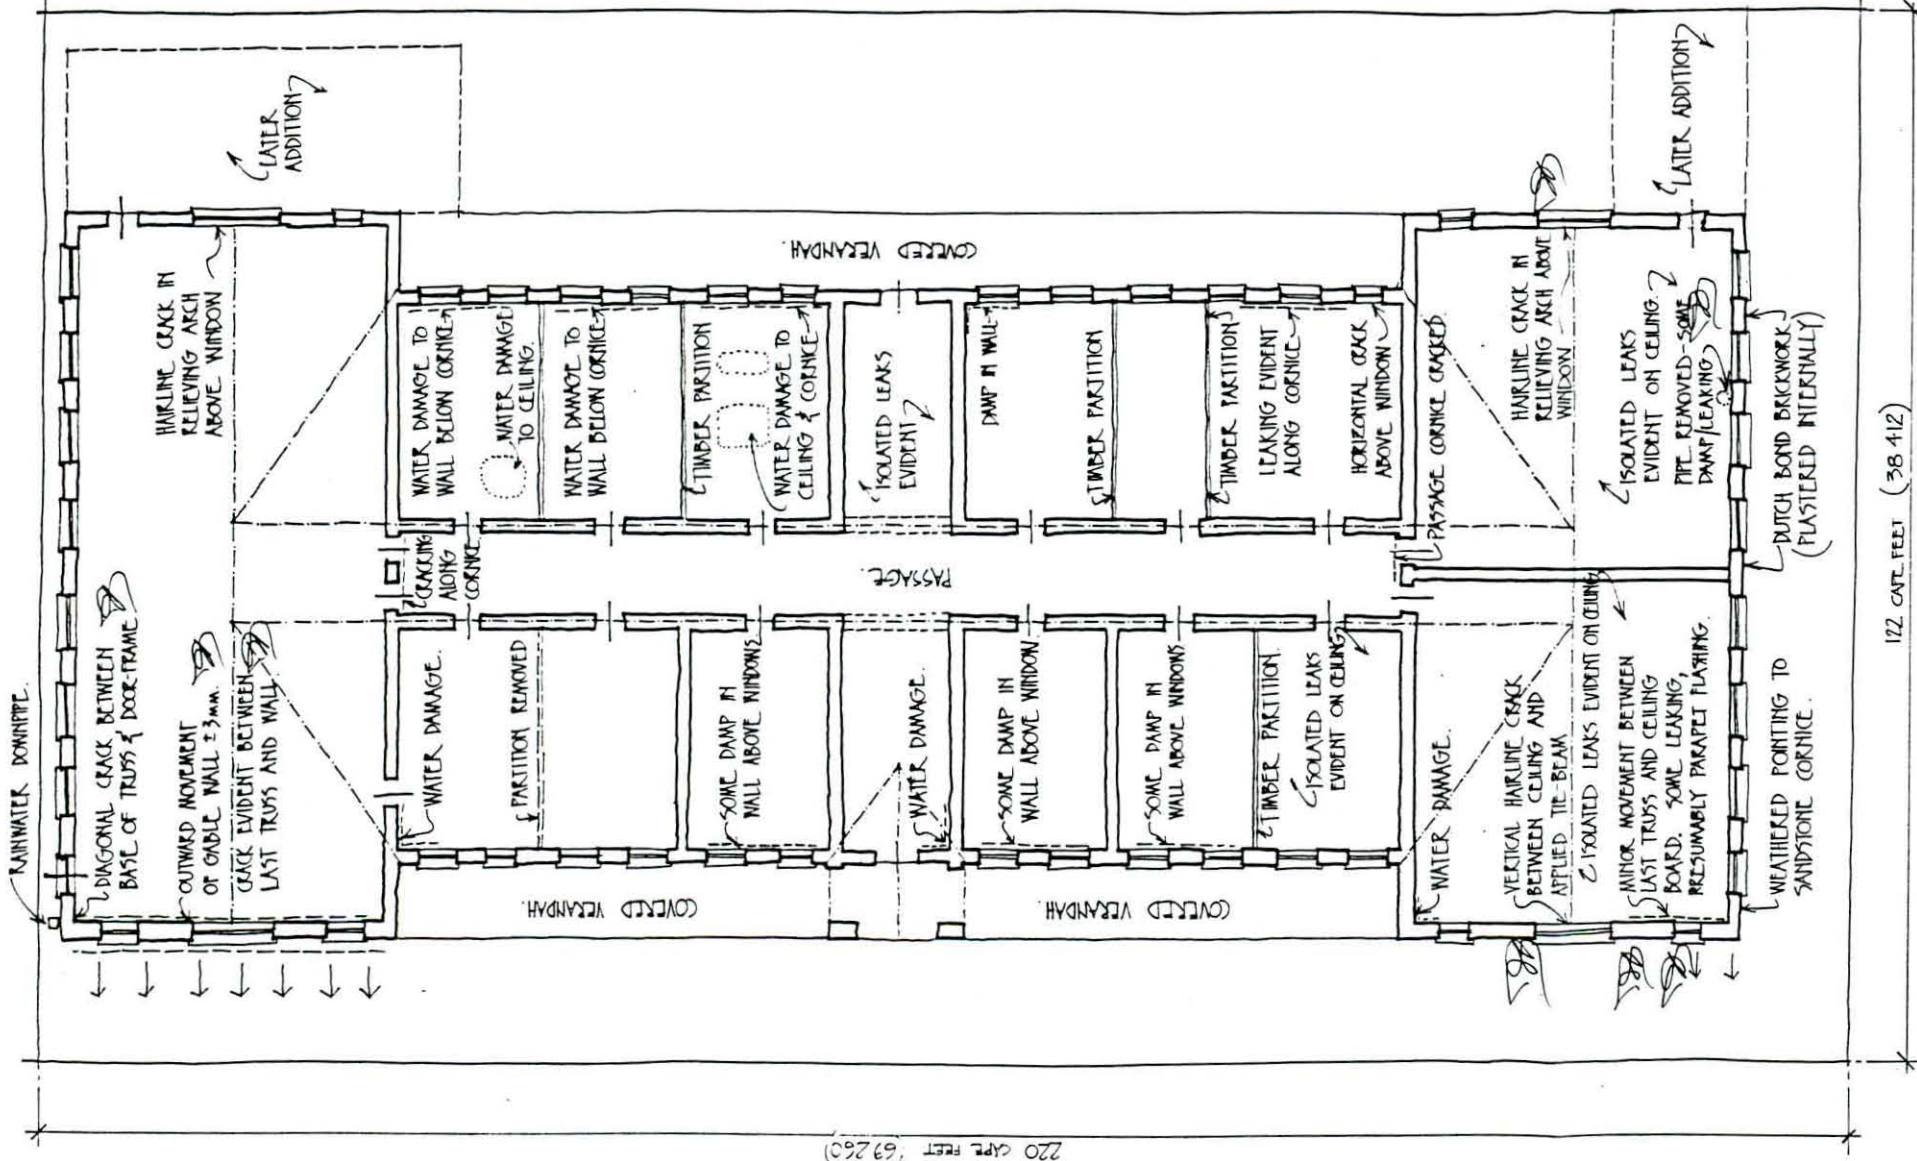 RAINWATER DOWNPIPE.
DIAGONAL CRACK BETWEEN
BASE OF TRUSS & DOOR-FRAME
OUTWARD MOVEMENT
OF GABLE WALL ±3mm.
CRACK EVIDENT BETWEEN
LAST TRUSS AND WALL
HAIRLINE CRACK IN
RELIEVING ARCH
ABOVE WINDOW
LATER
ADDITION
COVERED VERANDAH.
WATER DAMAGE TO
WALL BELOW CORNICE
WATER DAMAGE
TO CEILING.
WATER DAMAGE TO
WALL BELOW CORNICE
TIMBER PARTITION
WATER DAMAGE TO
CEILING & CORNICE
ISOLATED LEAKS
EVIDENT
DAMP IN WALL
TIMBER PARTITION
TIMBER PARTITION
LEAKING EVIDENT
ALONG CORNICE
HORIZONTAL CRACK
ABOVE WINDOW
CRACKING
ALONG
CORNICE
PASSAGE.
PASSAGE CORNICE CRACKED.
WATER DAMAGE.
PARTITION REMOVED
SOME DAMP IN
WALL ABOVE WINDOWS
WATER DAMAGE.
SOME DAMP IN
WALL ABOVE WINDOW
SOME DAMP IN
WALL ABOVE WINDOWS
TIMBER PARTITION.
ISOLATED LEAKS
EVIDENT ON CEILING
COVERED VERANDAH.
COVERED VERANDAH.
HAIRLINE CRACK IN
RELIEVING ARCH ABOVE
WINDOW
ISOLATED LEAKS
EVIDENT ON CEILING.
PIPE REMOVED-SOME
DAMP/LEAKING
LATER ADDITION
DUTCH BOND BRICKWORK
(PLASTERED INTERNALLY)
WATER DAMAGE.
VERTICAL HAIRLINE CRACK
BETWEEN CEILING AND
APPLIED TIE-BEAM
ISOLATED LEAKS EVIDENT ON CEILING
MINOR MOVEMENT BETWEEN
LAST TRUSS AND CEILING
BOARD. SOME LEAKING,
PRESUMABLY PARAPET FLASHING.
WEATHERED POINTING TO
SANDSTONE CORNICE.
122 CAPE FEET (38 412)
220 CAPE FEET (69260)